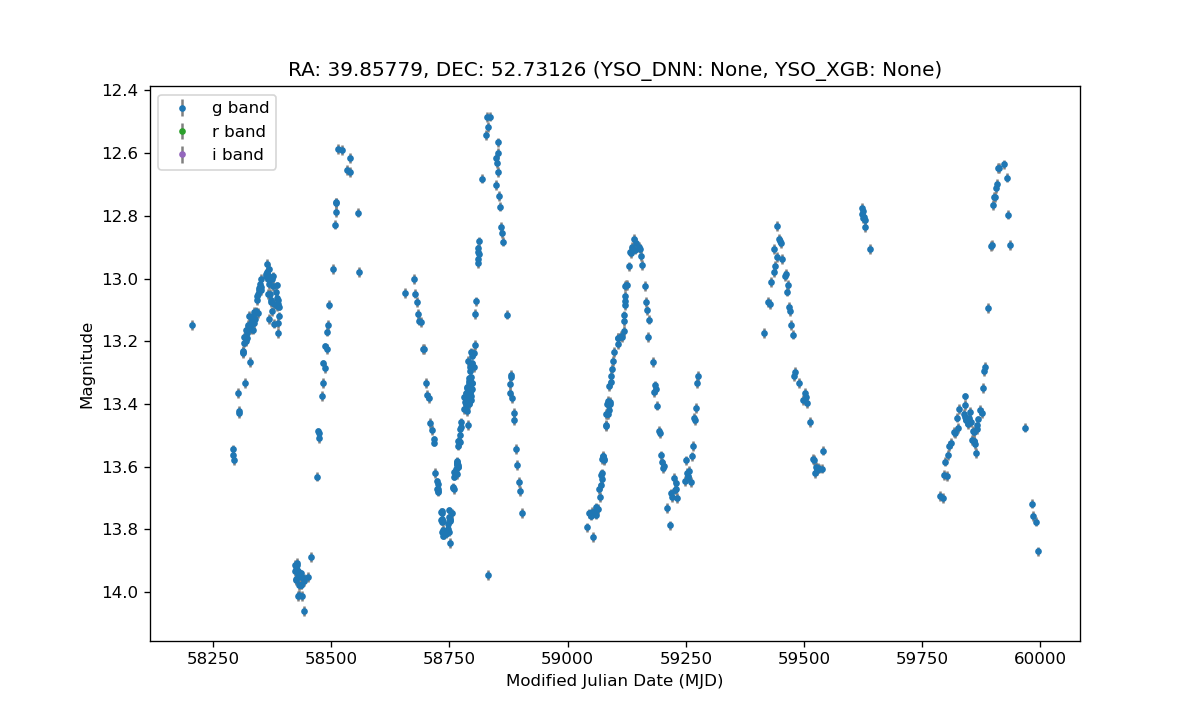 RA: 39.85779, DEC: 52.73126 (YSO_DNN: None, YSO_XGB: None)
g band
r band
i band
12.4
12.6
12.8
13.0
13.2
13.4
13.6
13.8
14.0
Magnitude
58250
58500
58750
59000
59250
59500
59750
60000
Modified Julian Date (MJD)